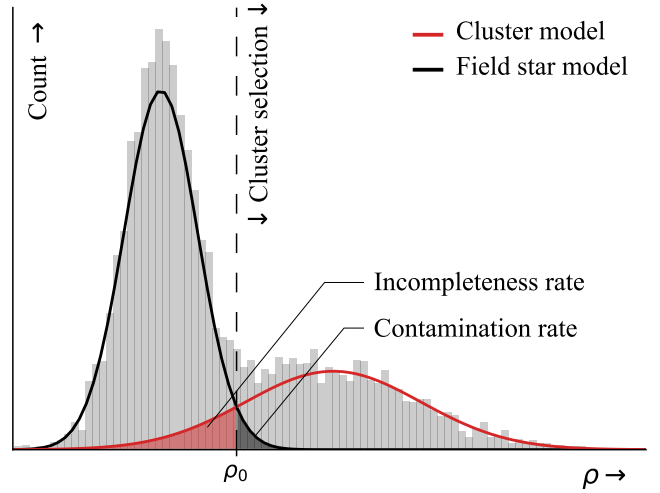 Count →
→ Cluster selection →
Cluster model
Field star model
Incompleteness rate
Contamination rate
ρ₀
ρ →